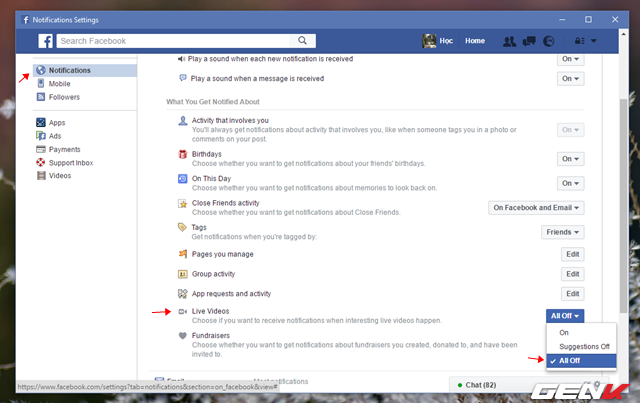 Notifications Settings
Search Facebook
Học
Home
Notifications
Mobile
Followers
Apps
Ads
Payments
Support Inbox
Videos
Play a sound when each new notification is received
On
Play a sound when a message is received
On
What You Get Notified About
Activity that involves you
You'll always get notifications about activity that involves you, like when someone tags you in a photo or
comments on your post.
On
Birthdays
Choose whether you want to get notifications about your friends' birthdays.
On
On This Day
Choose whether you want to get notifications about memories to look back on.
On
Close Friends activity
Choose whether you want to get notifications about Close Friends.
On Facebook and Email
Tags
Get notifications when you're tagged by:
Friends
Pages you manage
Edit
Group activity
Edit
App requests and activity
Edit
Live Videos
Choose if you want to receive notifications when interesting live videos happen.
All Off
On
Suggestions Off
All Off
Fundraisers
Choose whether you want to get notifications about fundraisers you created, donated to, and have been
invited to.
Email
Most notifications
Chat (82)
https://www.facebook.com/settings?tab=notifications&section=on_facebook&view#
GENK